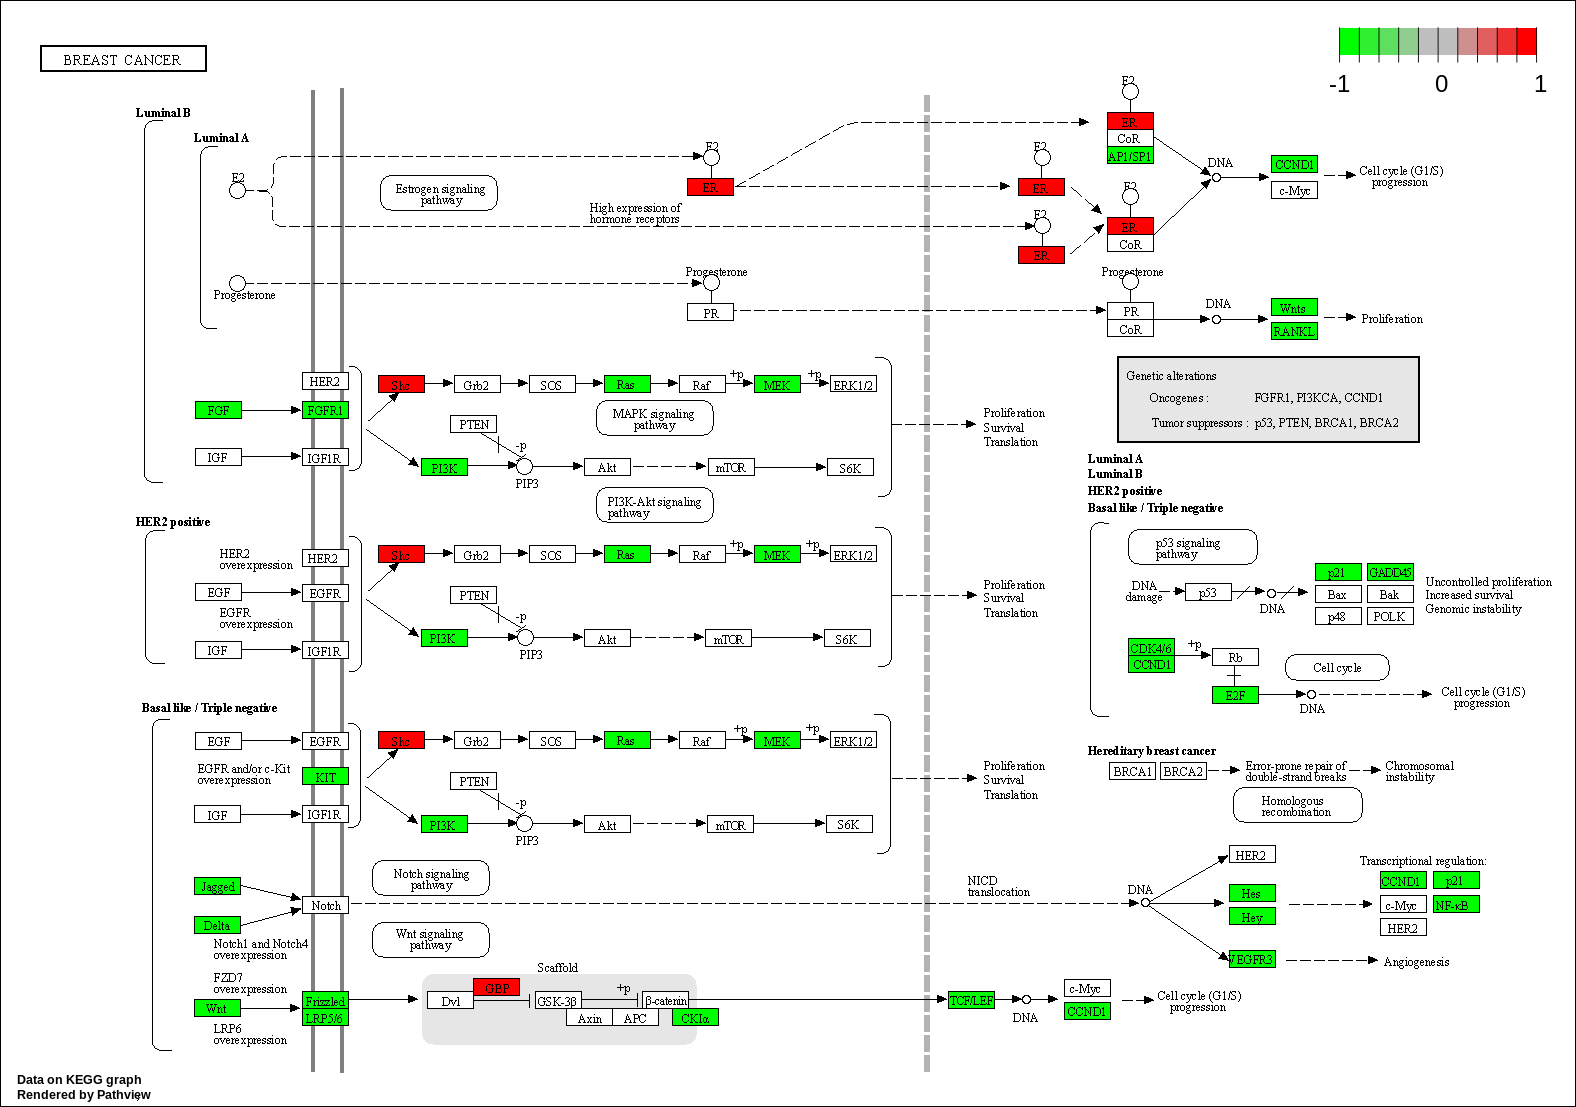 BREAST CANCER
-1 0 1
Luminal B
Luminal A
E2
E2
Estrogen signaling
pathway
ER
High expression of
hormone receptors
E2
ER
E2
ER
E2
ER
CoR
AP1/SP1
E2
ER
CoR
DNA
CCND1
c-Myc
Cell cycle (G1/S)
progression
Progesterone
Progesterone
PR
Progesterone
PR
CoR
DNA
Wnts
RANKL
Proliferation
HER2
FGF
FGFR1
IGF
IGF1R
Shc
Grb2
SOS
Ras
Raf
+p
MEK
+p
ERK1/2
MAPK signaling
pathway
PTEN
-p
PI3K
PIP3
Akt
mTOR
S6K
PI3K-Akt signaling
pathway
Proliferation
Survival
Translation
Genetic alterations
Oncogenes : FGFR1, PI3KCA, CCND1
Tumor suppressors : p53, PTEN, BRCA1, BRCA2
HER2 positive
HER2
overexpression
HER2
EGF
EGFR
EGFR
overexpression
IGF
IGF1R
Shc
Grb2
SOS
Ras
Raf
+p
MEK
+p
ERK1/2
PTEN
-p
PI3K
PIP3
Akt
mTOR
S6K
Proliferation
Survival
Translation
Luminal A
Luminal B
HER2 positive
Basal like / Triple negative
p53 signaling
pathway
DNA
damage
p53
DNA
p21
GADD45
Bax
Bak
p48
POLK
Uncontrolled proliferation
Increased survival
Genomic instability
CDK4/6
CCND1
+p
Rb
E2F
Cell cycle
DNA
Cell cycle (G1/S)
progression
Basal like / Triple negative
EGF
EGFR
EGFR and/or c-Kit
overexpression
KIT
IGF
IGF1R
Shc
Grb2
SOS
Ras
Raf
+p
MEK
+p
ERK1/2
PTEN
-p
PI3K
PIP3
Akt
mTOR
S6K
Proliferation
Survival
Translation
Hereditary breast cancer
BRCA1
BRCA2
Error-prone repair of
double-strand breaks
Chromosomal
instability
Homologous
recombination
Jagged
Delta
Notch
Notch1 and Notch4
overexpression
Notch signaling
pathway
NICD
translocation
DNA
HER2
Hes
Hey
VEGFR3
Transcriptional regulation:
CCND1
p21
c-Myc
NF-κB
HER2
Angiogenesis
Wnt signaling
pathway
FZD7
overexpression
Wnt
LRP6
overexpression
Frizzled
LRP5/6
Scaffold
Dvl
GBP
GSK-3β
+p
β-catenin
Axin
APC
CKIα
TCF/LEF
DNA
c-Myc
CCND1
Cell cycle (G1/S)
progression
Data on KEGG graph
Rendered by Pathview